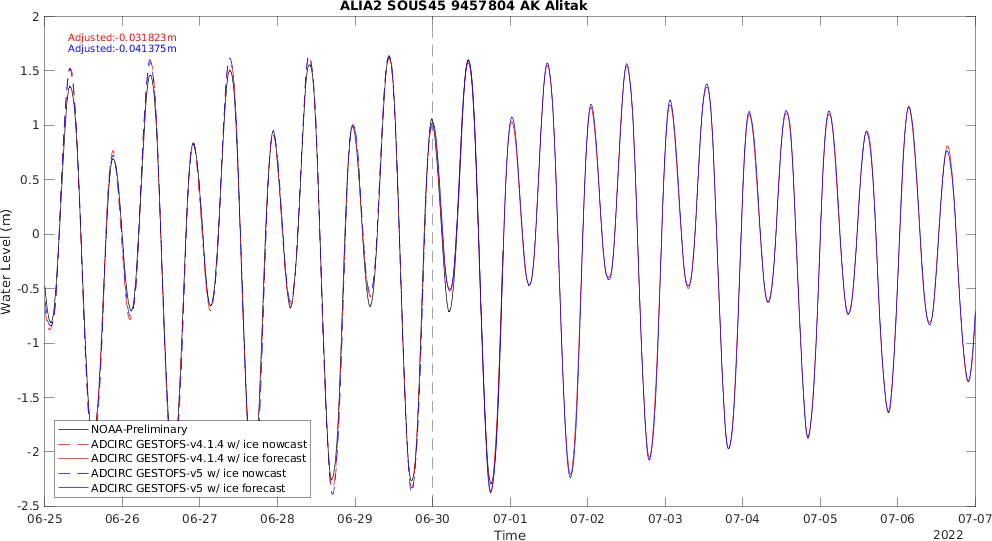 ALIA2 SOUS45 9457804 AK Alitak
Adjusted:-0.031823m
Adjusted:-0.041375m
2
1.5
1
0.5
0
-0.5
-1
-1.5
-2
-2.5
Water Level (m)
NOAA-Preliminary
ADCIRC GESTOFS-v4.1.4 w/ ice nowcast
ADCIRC GESTOFS-v4.1.4 w/ ice forecast
ADCIRC GESTOFS-v5 w/ ice nowcast
ADCIRC GESTOFS-v5 w/ ice forecast
06-25 06-26 06-27 06-28 06-29 06-30 07-01 07-02 07-03 07-04 07-05 07-06 07-07
Time
2022